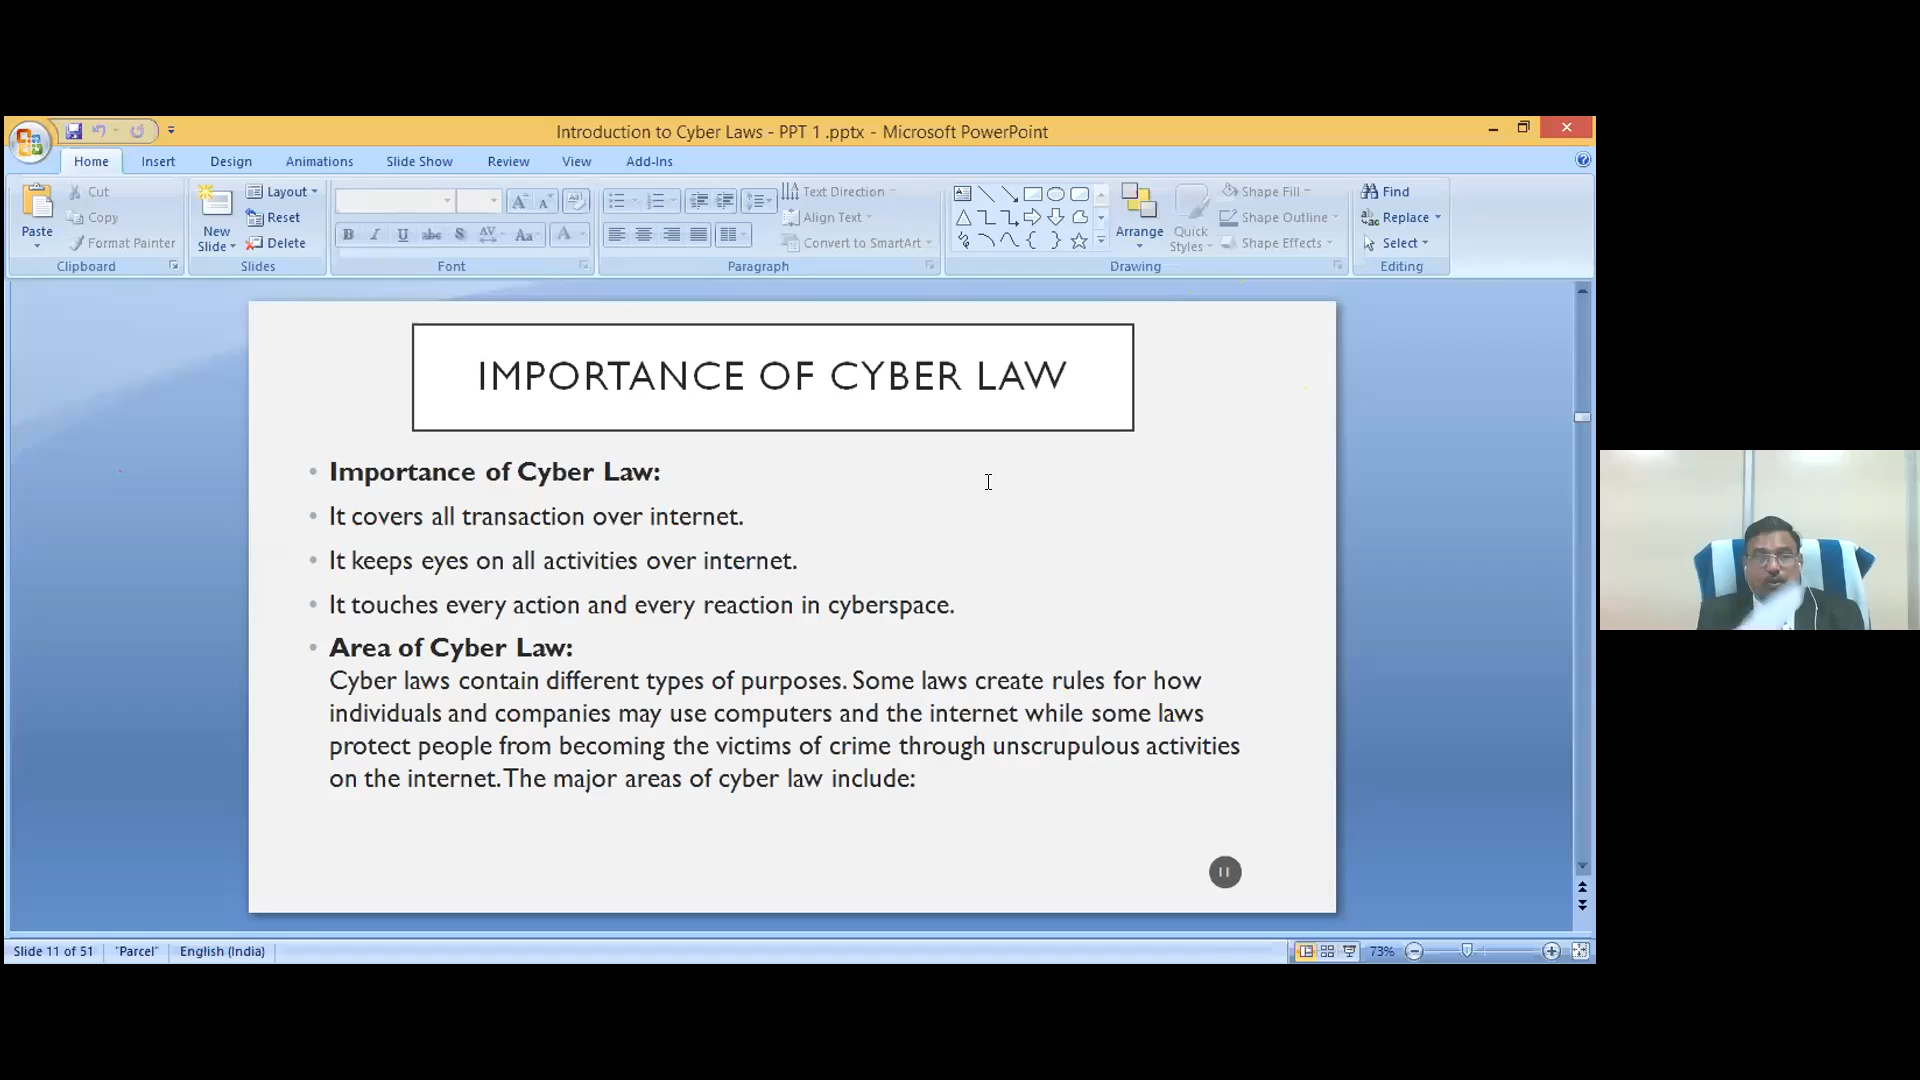 Introduction to Cyber Laws - PPT 1 .pptx - Microsoft PowerPoint
Home Insert Design Animations Slide Show Review View Add-Ins
Paste
Cut
Copy
Format Painter
Clipboard
New Slide
Layout
Reset
Delete
Slides
B I U abc S AV Aa A
Font
Text Direction
Align Text
Convert to SmartArt
Paragraph
Arrange
Quick Styles
Shape Fill
Shape Outline
Shape Effects
Drawing
Find
Replace
Select
Editing
IMPORTANCE OF CYBER LAW
• Importance of Cyber Law:
• It covers all transaction over internet.
• It keeps eyes on all activities over internet.
• It touches every action and every reaction in cyberspace.
• Area of Cyber Law:
Cyber laws contain different types of purposes. Some laws create rules for how
individuals and companies may use computers and the internet while some laws
protect people from becoming the victims of crime through unscrupulous activities
on the internet. The major areas of cyber law include:
11
Slide 11 of 51 "Parcel" English (India) 73%